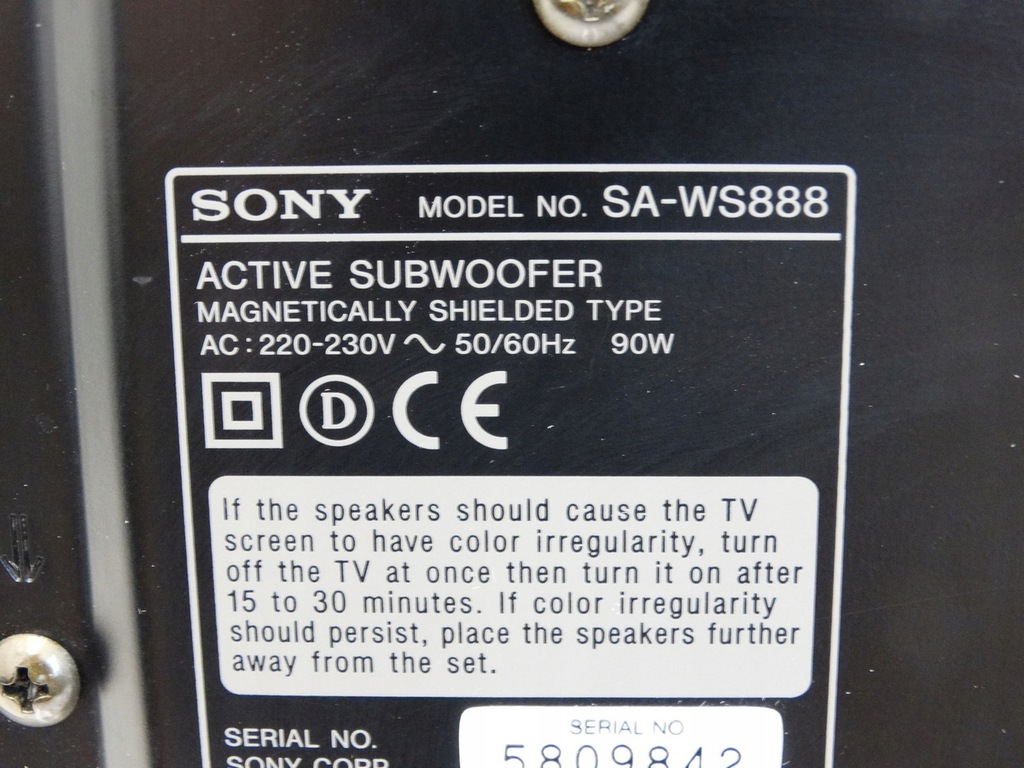 SONY MODEL NO. SA-WS888
ACTIVE SUBWOOFER
MAGNETICALLY SHIELDED TYPE
AC : 220-230V ~ 50/60Hz 90W
D CE
If the speakers should cause the TV
screen to have color irregularity, turn
off the TV at once then turn it on after
15 to 30 minutes. If color irregularity
should persist, place the speakers further
away from the set.
SERIAL NO.
SERIAL NO
5809842
SONY CORP